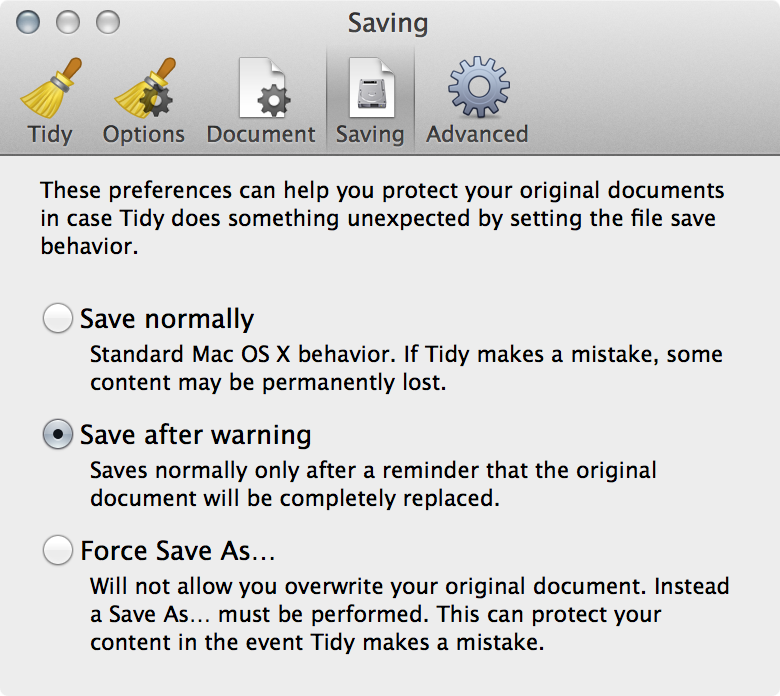 Saving
Tidy Options Document Saving Advanced
These preferences can help you protect your original documents
in case Tidy does something unexpected by setting the file save
behavior.
Save normally
Standard Mac OS X behavior. If Tidy makes a mistake, some
content may be permanently lost.
Save after warning
Saves normally only after a reminder that the original
document will be completely replaced.
Force Save As...
Will not allow you overwrite your original document. Instead
a Save As... must be performed. This can protect your
content in the event Tidy makes a mistake.